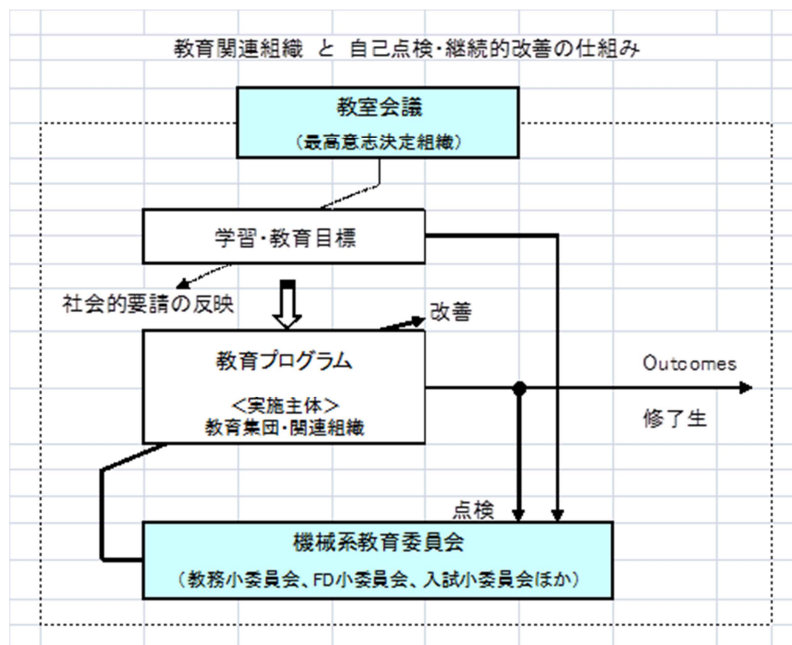 教育関連組織 と 自己点検・継続的改善の仕組み
教室会議
(最高意志決定組織)
学習・教育目標
社会的要請の反映
改善
教育プログラム
<実施主体>
教育集団・関連組織
Outcomes
修了生
点検
機械系教育委員会
(教務小委員会、FD小委員会、入試小委員会ほか)